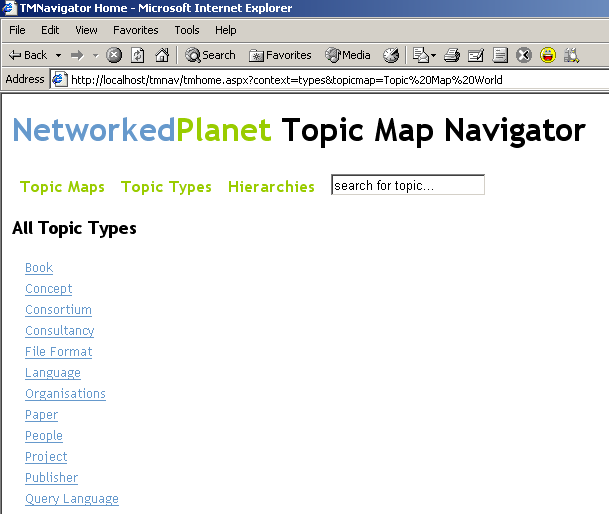 TMNavigator Home - Microsoft Internet Explorer
File Edit View Favorites Tools Help
Back Search Favorites Media
Address http://localhost/tmnav/tmhome.aspx?context=types&topicmap=Topic%20Map%20World
NetworkedPlanet Topic Map Navigator
Topic Maps Topic Types Hierarchies search for topic...
All Topic Types
Book
Concept
Consortium
Consultancy
File Format
Language
Organisations
Paper
People
Project
Publisher
Query Language